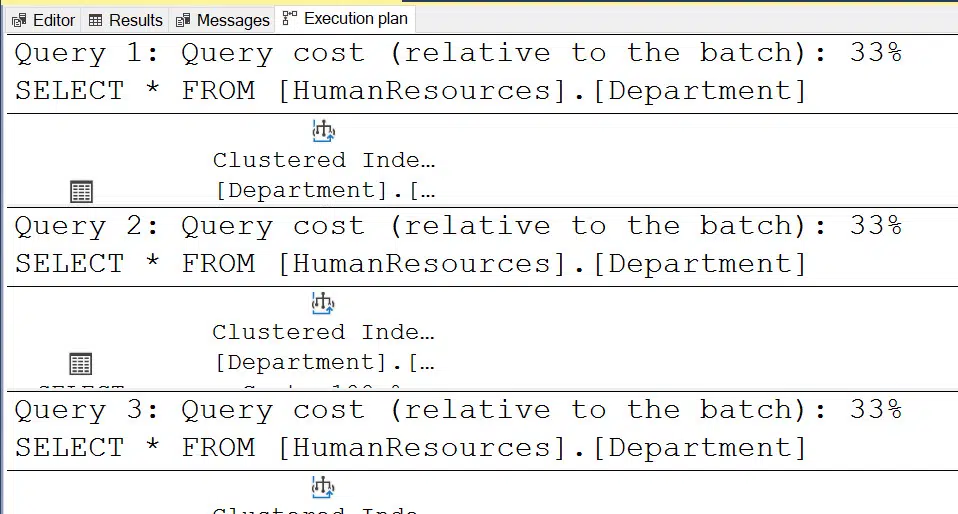 Editor Results Messages Execution plan
Query 1: Query cost (relative to the batch): 33%
SELECT * FROM [HumanResources].[Department]
Clustered Inde…
[Department].[…
Query 2: Query cost (relative to the batch): 33%
SELECT * FROM [HumanResources].[Department]
Clustered Inde…
[Department].[…
Query 3: Query cost (relative to the batch): 33%
SELECT * FROM [HumanResources].[Department]